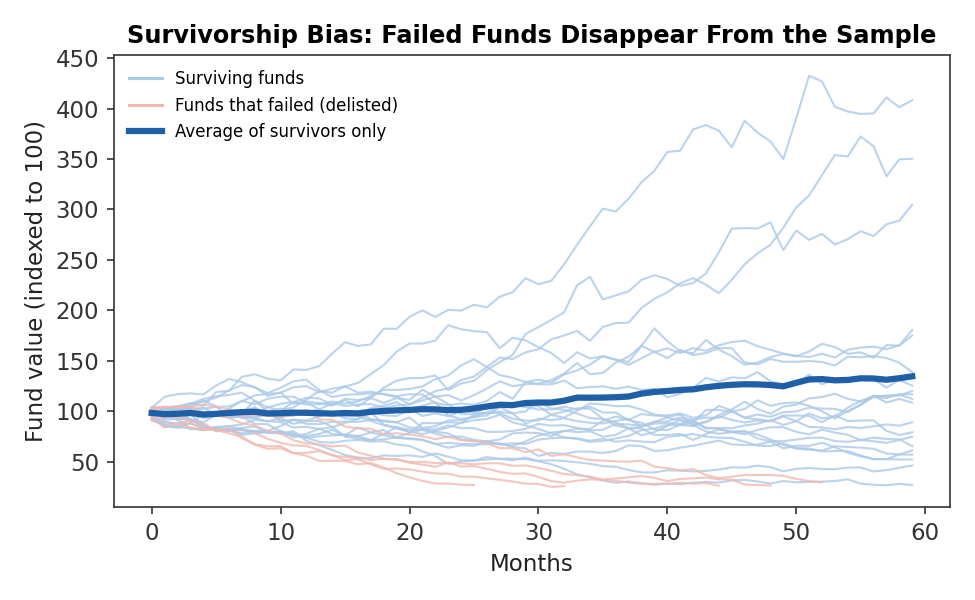 Survivorship Bias: Failed Funds Disappear From the Sample
Fund value (indexed to 100)
450
400
350
300
250
200
150
100
50
Surviving funds
Funds that failed (delisted)
Average of survivors only
0
10
20
30
40
50
60
Months